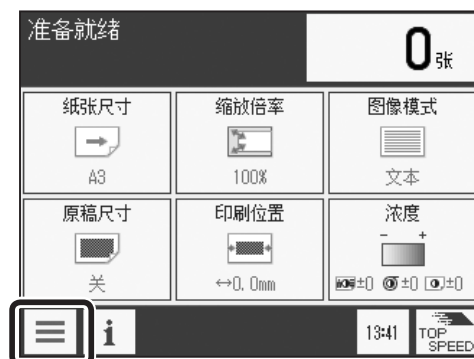 准备就绪
0张
纸张尺寸 缩放倍率 图像模式
A3 100% 文本
原稿尺寸 印刷位置 浓度
- +
关 ↔0.0mm ±0 ±0 ±0
i 13:41 TOP SPEED